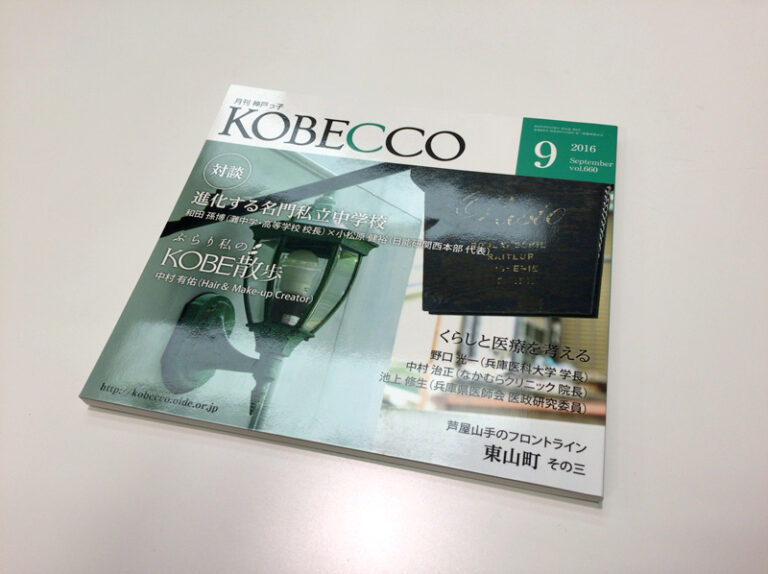 月刊 神戸っ子
KOBECCO
9
2016
September
vol.660
対談
進化する名門私立中学校
和田 孫博(灘中学・高等学校 校長)×小松原 健裕(日能研関西本部 代表)
ぶらり私の
KOBE散歩
中村 有佑(Hair & Make-up Creator)
くらしと医療を考える
野口 光一(兵庫医科大学 学長)
中村 治正(なかむらクリニック 院長)
池上 修生(兵庫県医師会 医政研究委員)
芦屋山手のフロントライン
東山町 その三
http://kobecco.oide.or.jp